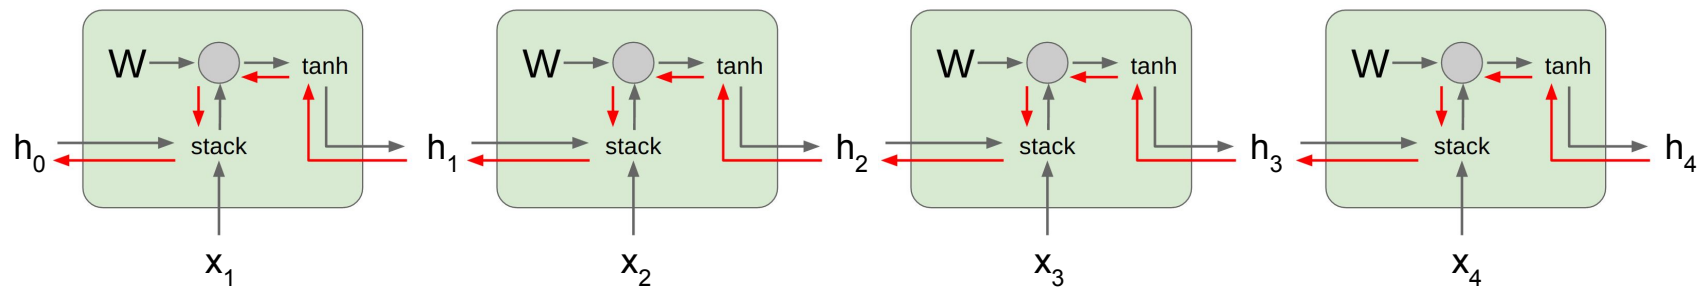 W tanh W tanh W tanh W tanh
h0 stack h1 stack h2 stack h3 stack h4
x1 x2 x3 x4